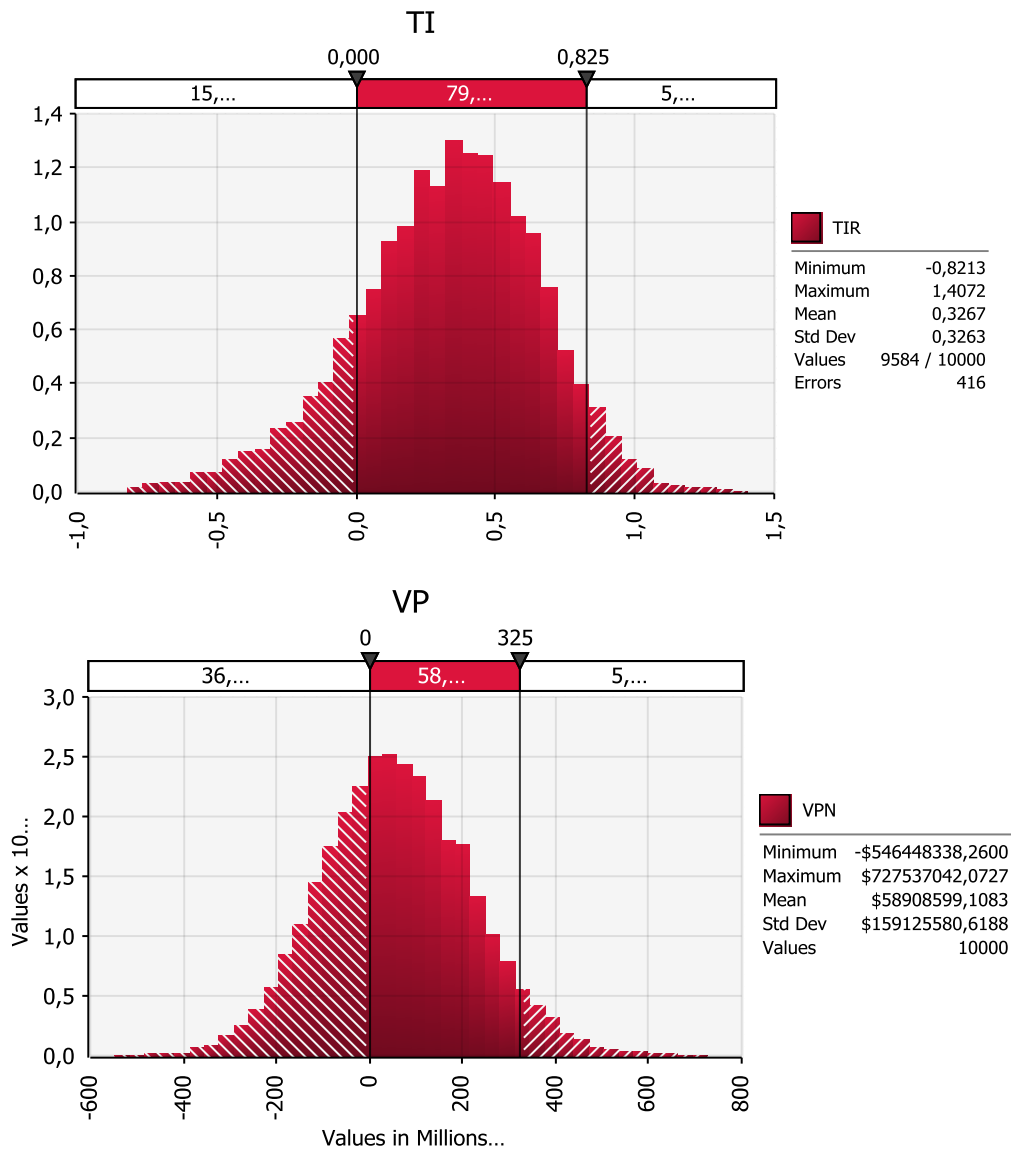 TI
0,000 0,825
15,... 79,... 5,...
1,4
1,2
1,0
0,8
0,6
0,4
0,2
0,0
-1,0 -0,5 0,0 0,5 1,0 1,5
TIR
Minimum -0,8213
Maximum 1,4072
Mean 0,3267
Std Dev 0,3263
Values 9584 / 10000
Errors 416
VP
0 325
36,... 58,... 5,...
3,0
2,5
2,0
1,5
1,0
0,5
0,0
Values x 10...
-600 -400 -200 0 200 400 600 800
Values in Millions...
VPN
Minimum -$546448338,2600
Maximum $727537042,0727
Mean $58908599,1083
Std Dev $159125580,6188
Values 10000